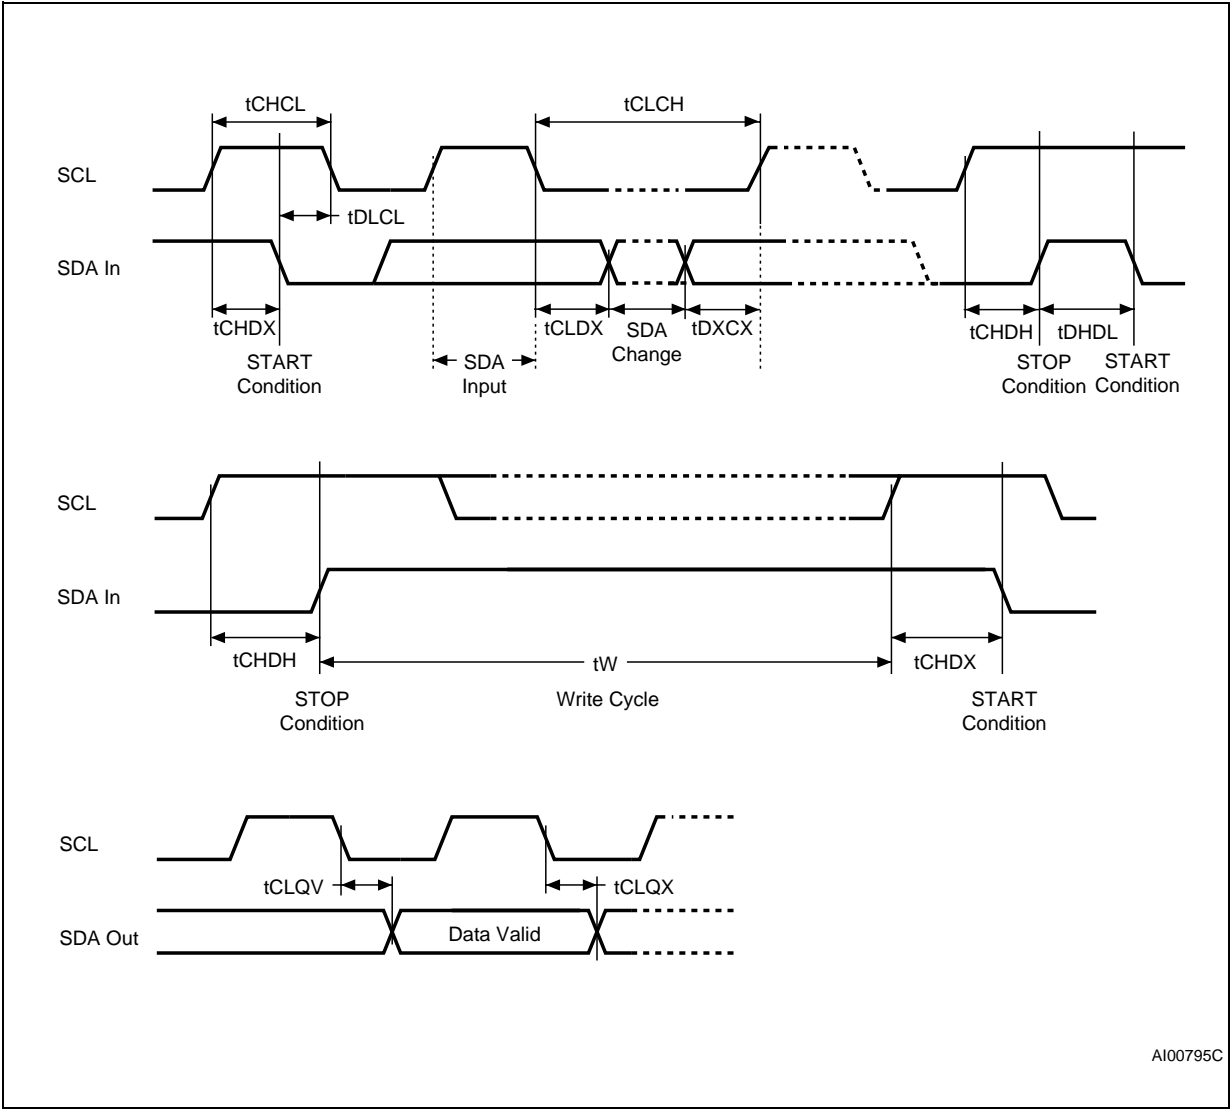 tCHCL
tCLCH
SCL
tDLCL
SDA In
tCHDX
tCLDX
SDA
Change
tDXCX
tCHDH
tDHDL
START
Condition
SDA
Input
STOP
Condition
START
Condition
SCL
SDA In
tCHDH
tW
tCHDX
STOP
Condition
Write Cycle
START
Condition
SCL
tCLQV
tCLQX
SDA Out
Data Valid
AI00795C